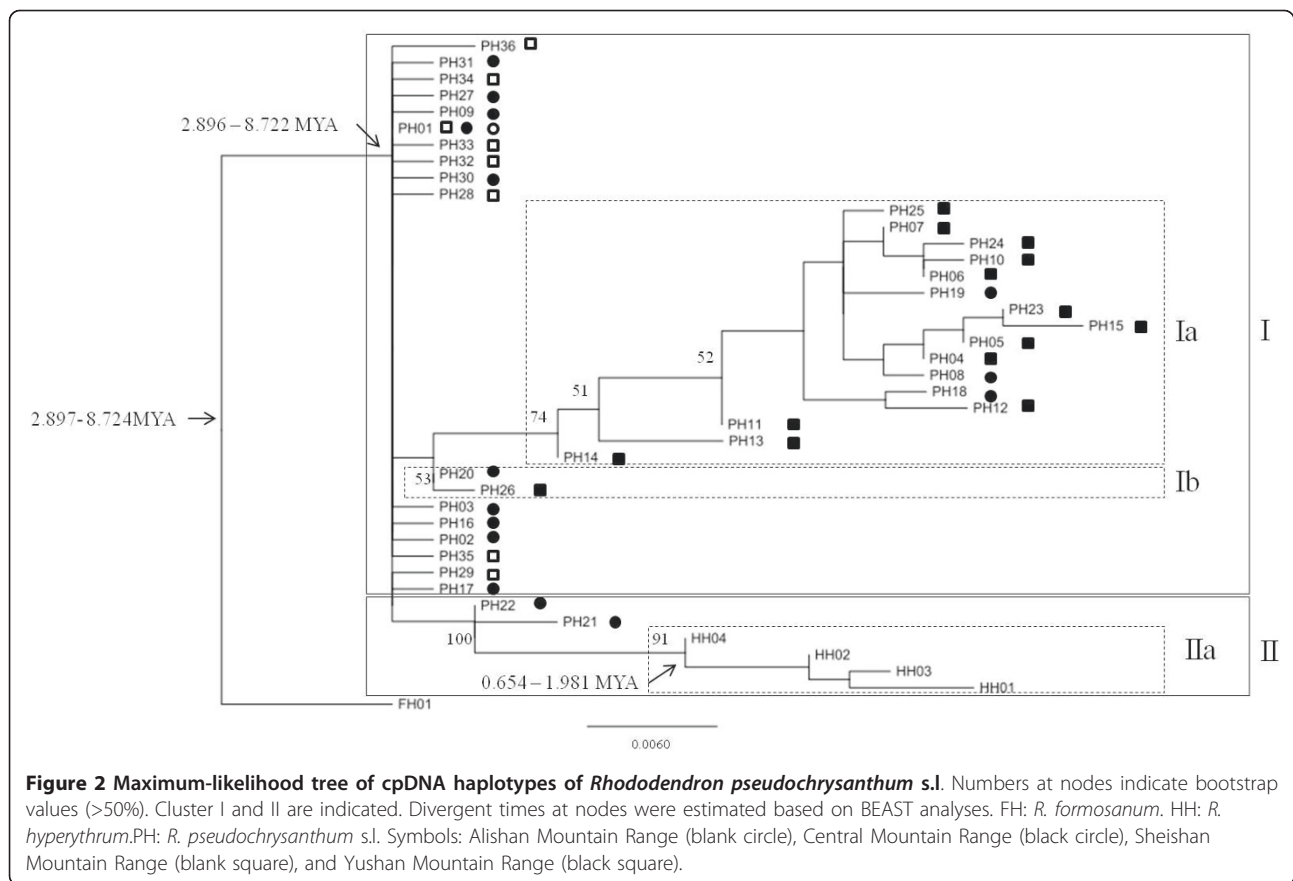 PH36
PH31
PH34
PH27
PH09
2.896–8.722 MYA
PH01
PH33
PH32
PH30
PH28
PH25
PH07
PH24
PH10
PH06
PH19
PH23
PH15
Ia
I
PH05
52
PH04
PH08
51
PH18
PH12
2.897-8.724MYA
74
PH11
PH13
PH14
PH20
53
PH26
Ib
PH03
PH16
PH02
PH35
PH29
PH17
PH22
PH21
100
91
HH04
IIa
II
HH02
HH03
0.654–1.981 MYA
HH01
FH01
0.0060
Figure 2 Maximum-likelihood tree of cpDNA haplotypes of Rhododendron pseudochrysanthum s.l. Numbers at nodes indicate bootstrap
values (>50%). Cluster I and II are indicated. Divergent times at nodes were estimated based on BEAST analyses. FH: R. formosanum. HH: R.
hyperythrum.PH: R. pseudochrysanthum s.l. Symbols: Alishan Mountain Range (blank circle), Central Mountain Range (black circle), Sheishan
Mountain Range (blank square), and Yushan Mountain Range (black square).